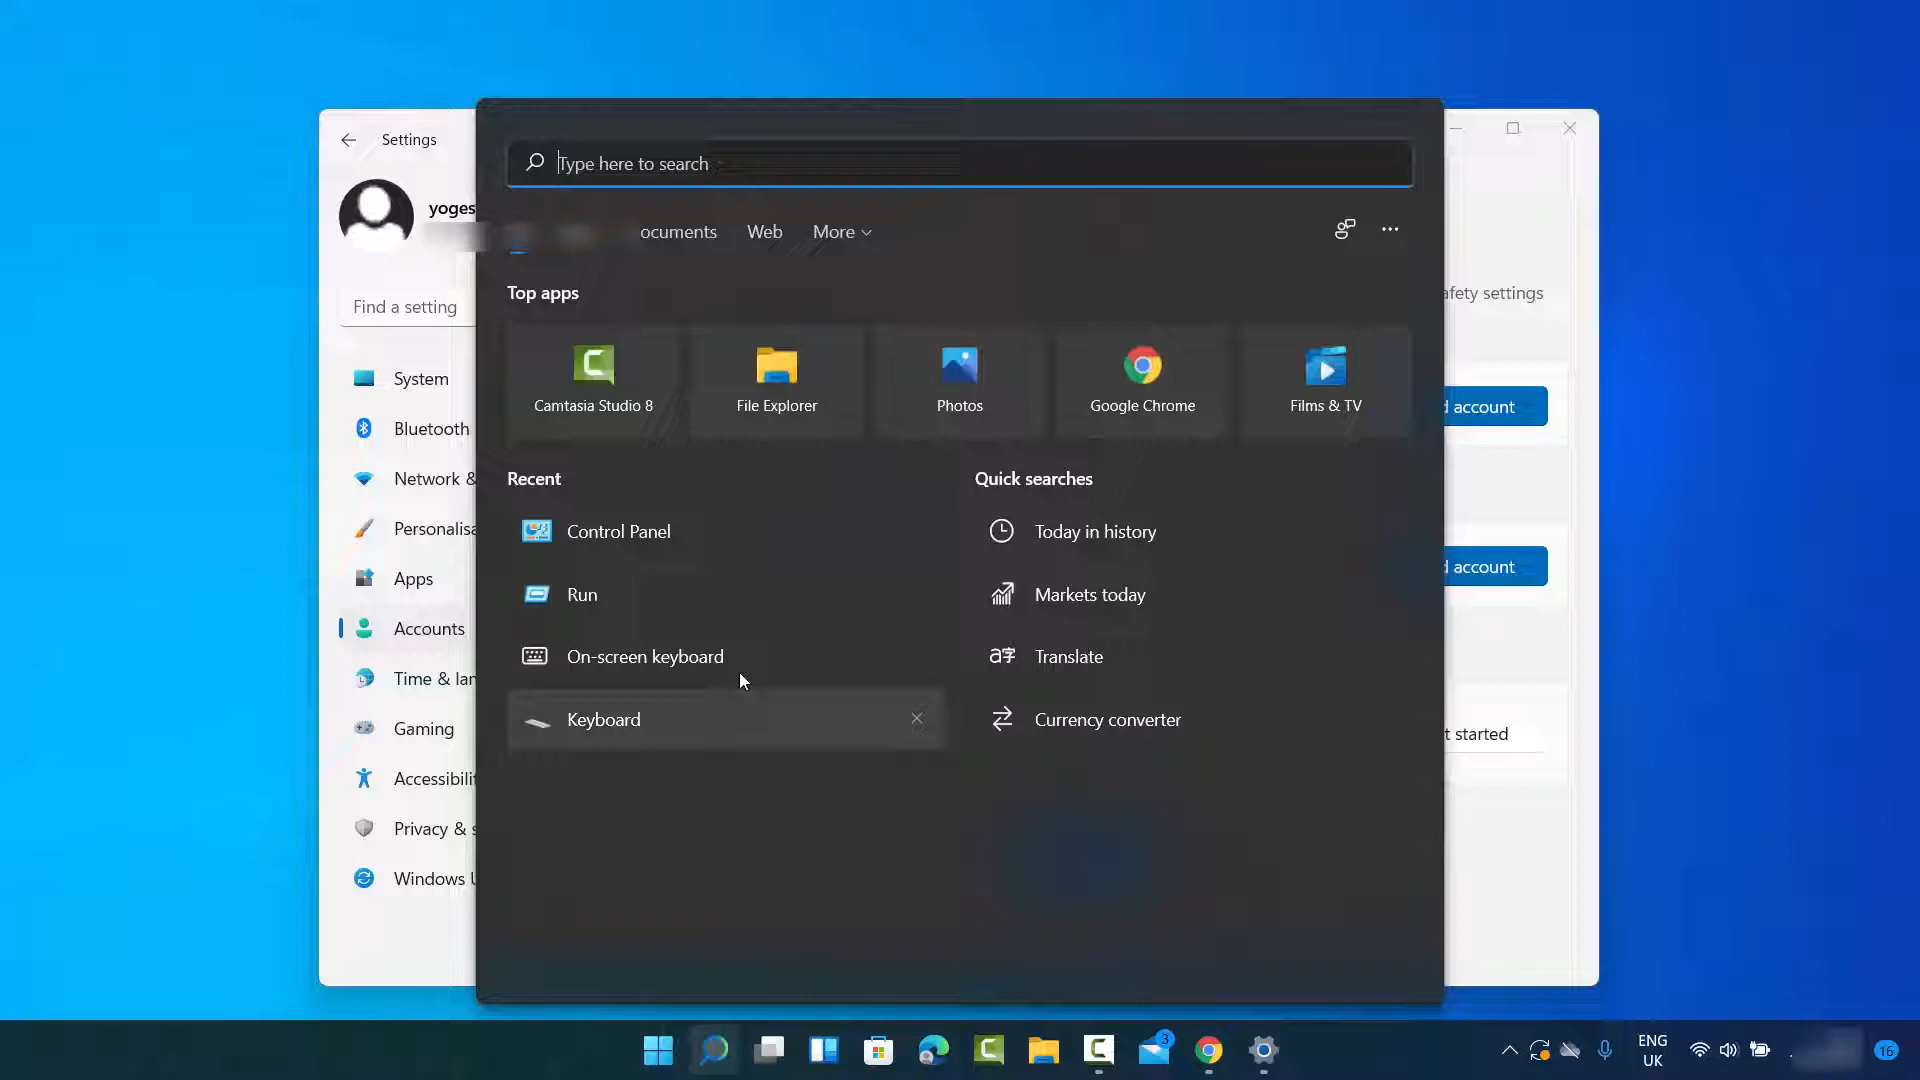 Settings
Type here to search
yoges
ocuments
Web
More
Top apps
Find a setting
afety settings
Camtasia Studio 8
File Explorer
Photos
Google Chrome
Films & TV
System
Bluetooth
Network &
Personalisa
Apps
Accounts
Time & lan
Gaming
Accessibilit
Privacy & s
Windows U
d account
d account
t started
Recent
Control Panel
Run
On-screen keyboard
Keyboard
Quick searches
Today in history
Markets today
Translate
Currency converter
3
ENG
UK
16